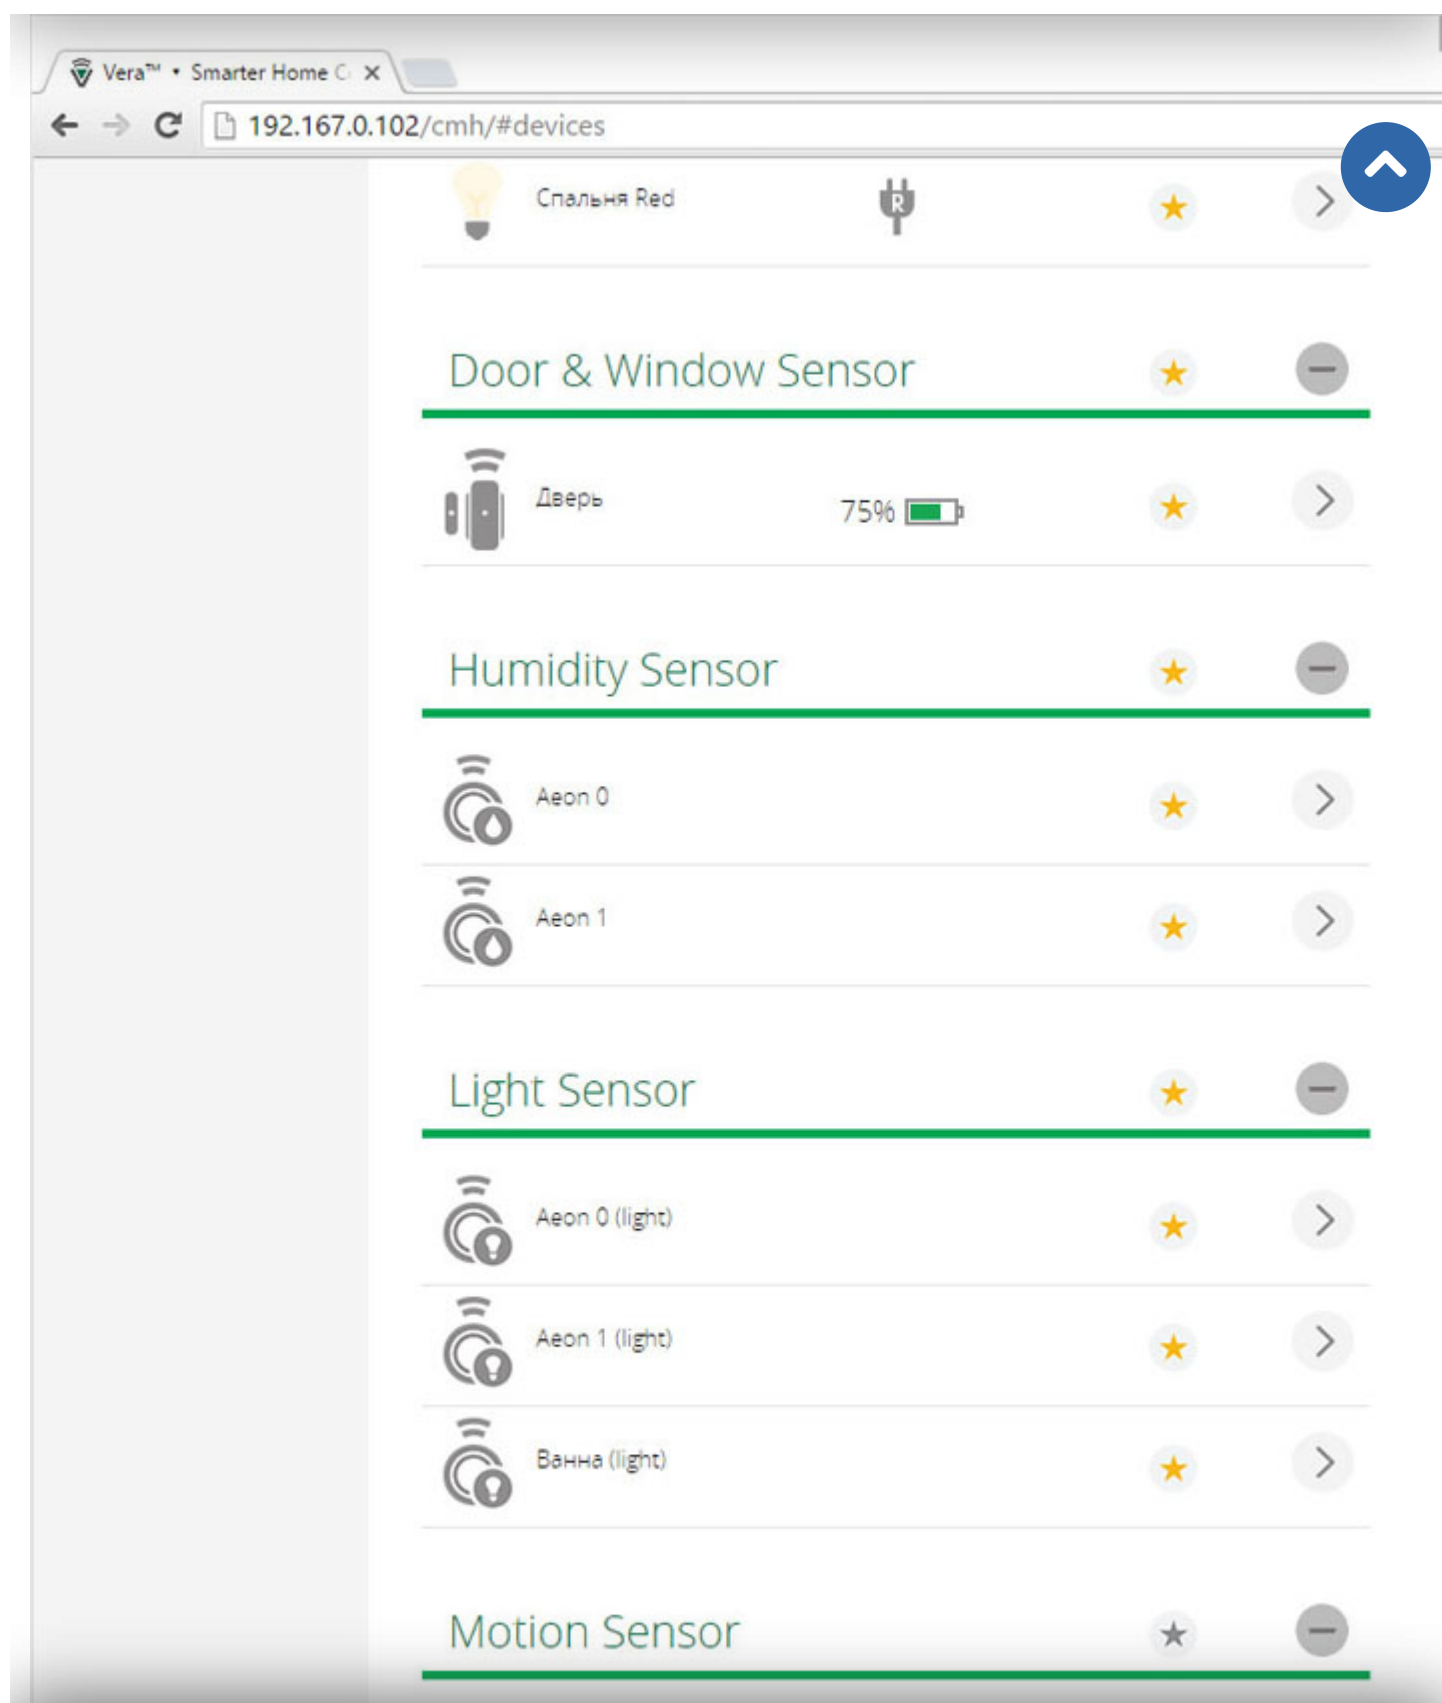 Vera™ • Smarter Home C
192.167.0.102/cmh/#devices
Спальня Red
R
Door & Window Sensor
Дверь
75%
Humidity Sensor
Aeon 0
Aeon 1
Light Sensor
Aeon 0 (light)
Aeon 1 (light)
Ванна (light)
Motion Sensor